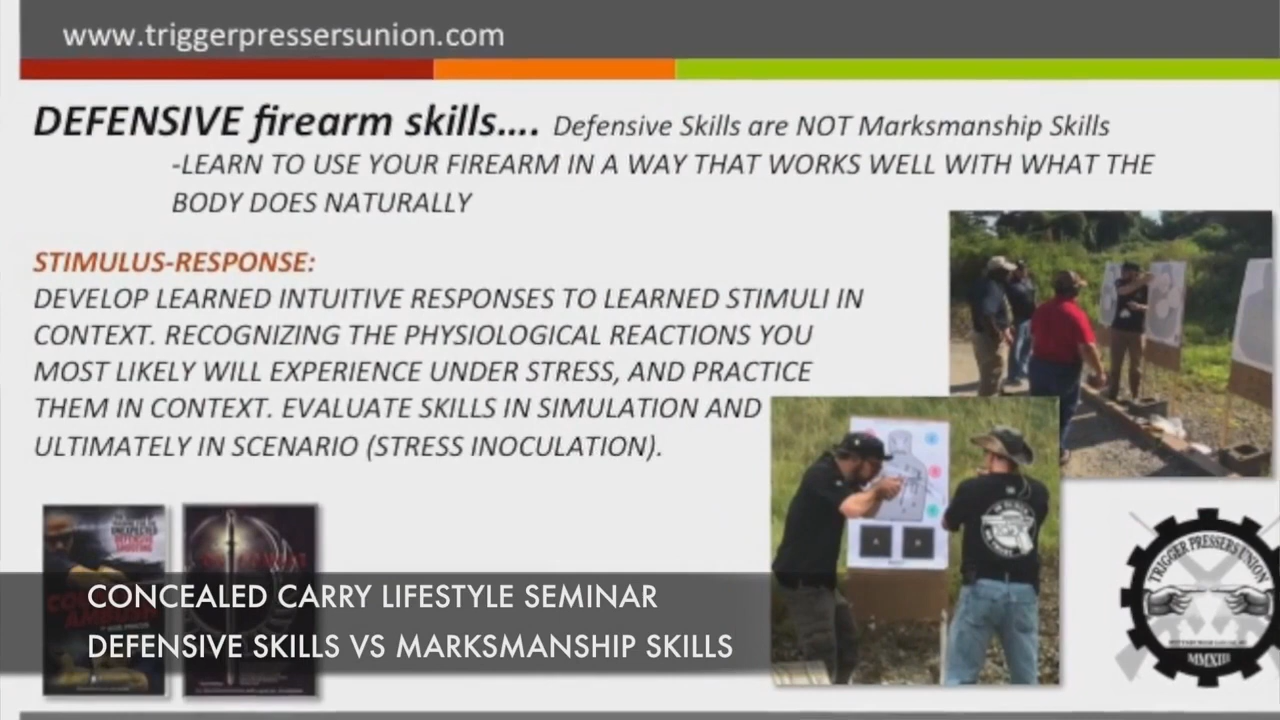 www.triggerpressersunion.com
DEFENSIVE firearm skills.... Defensive Skills are NOT Marksmanship Skills
-LEARN TO USE YOUR FIREARM IN A WAY THAT WORKS WELL WITH WHAT THE
BODY DOES NATURALLY
STIMULUS-RESPONSE:
DEVELOP LEARNED INTUITIVE RESPONSES TO LEARNED STIMULI IN
CONTEXT. RECOGNIZING THE PHYSIOLOGICAL REACTIONS YOU
MOST LIKELY WILL EXPERIENCE UNDER STRESS, AND PRACTICE
THEM IN CONTEXT. EVALUATE SKILLS IN SIMULATION AND
ULTIMATELY IN SCENARIO (STRESS INOCULATION).
UNEXPECTED
CONCEALED CARRY LIFESTYLE SEMINAR
DEFENSIVE SKILLS VS MARKSMANSHIP SKILLS
TRIGGER PRESSERS UNION
MMXIII